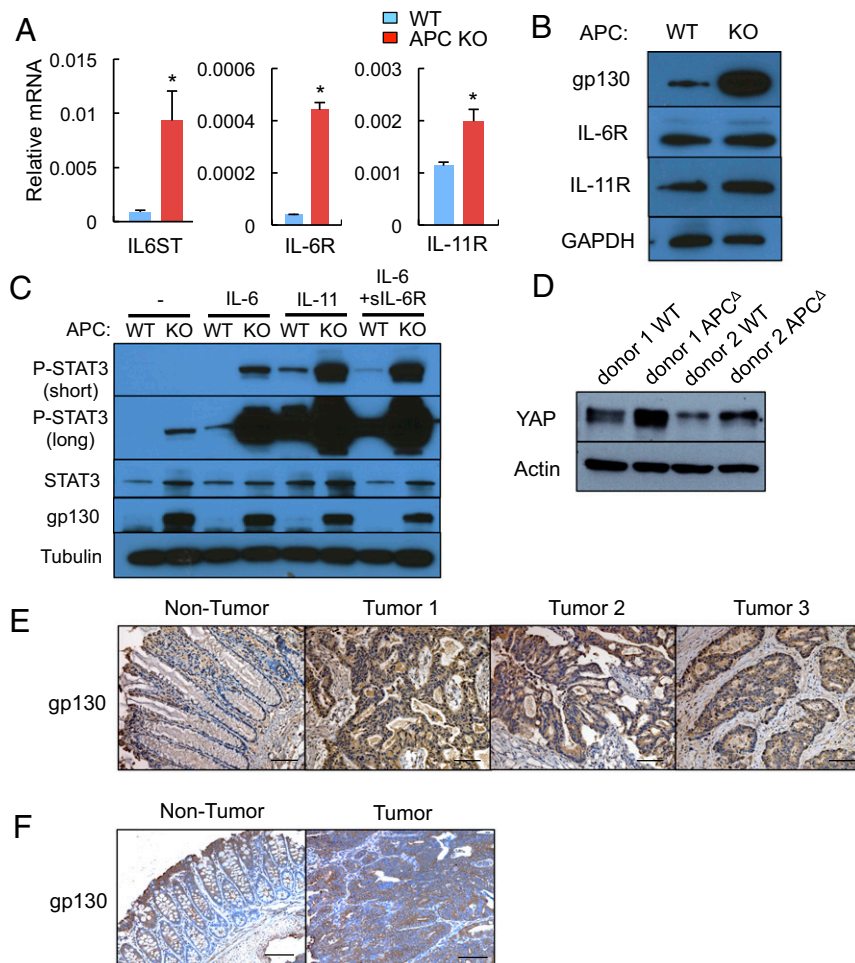 A
WT
APC KO
B
APC: WT KO
Relative mRNA
0.015
0.01
0.005
0
*
IL6ST
0.0006
0.0004
0.0002
0
*
IL-6R
0.003
0.002
0.001
0
*
IL-11R
gp130
IL-6R
IL-11R
GAPDH
C
- IL-6 IL-11 IL-6
+sIL-6R
APC: WT KO WT KO WT KO WT KO
P-STAT3
(short)
P-STAT3
(long)
STAT3
gp130
Tubulin
D
donor 1 WT
donor 1 APCΔ
donor 2 WT
donor 2 APCΔ
YAP
Actin
E
Non-Tumor Tumor 1 Tumor 2 Tumor 3
gp130
F
Non-Tumor Tumor
gp130